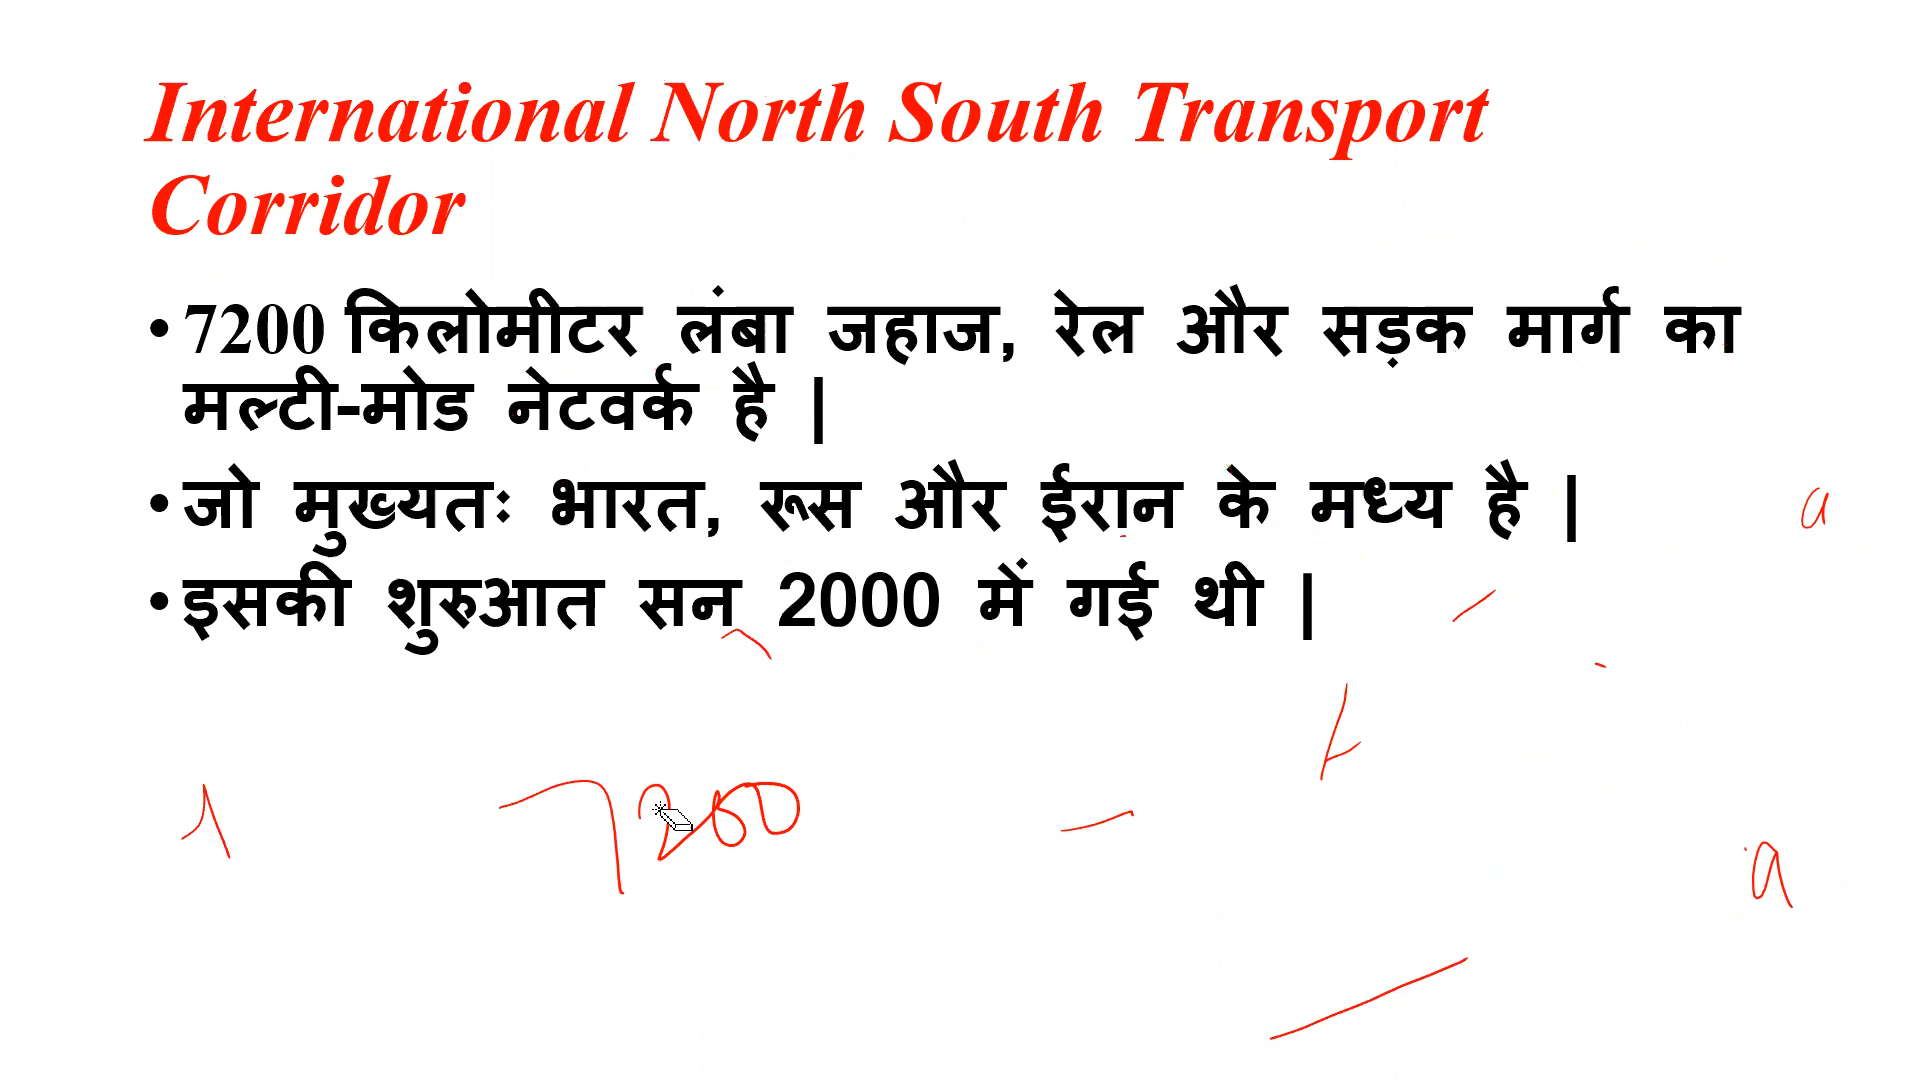 International North South Transport
Corridor
• 7200 किलोमीटर लंबा जहाज, रेल और सड़क मार्ग का
मल्टी-मोड नेटवर्क है |
• जो मुख्यतः भारत, रूस और ईरान के मध्य है |
a
• इसकी शुरुआत सन 2000 में गई थी |
7200
a